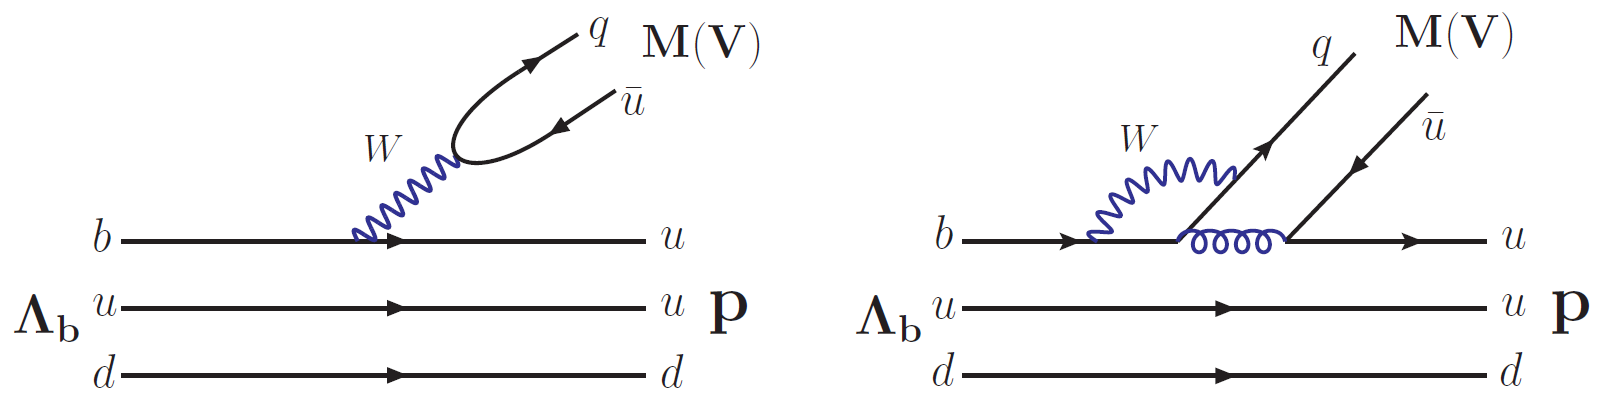 q M(V)
ū
W
b u
Λb u u p
d d
q M(V)
ū
W
b u
Λb u u p
d d